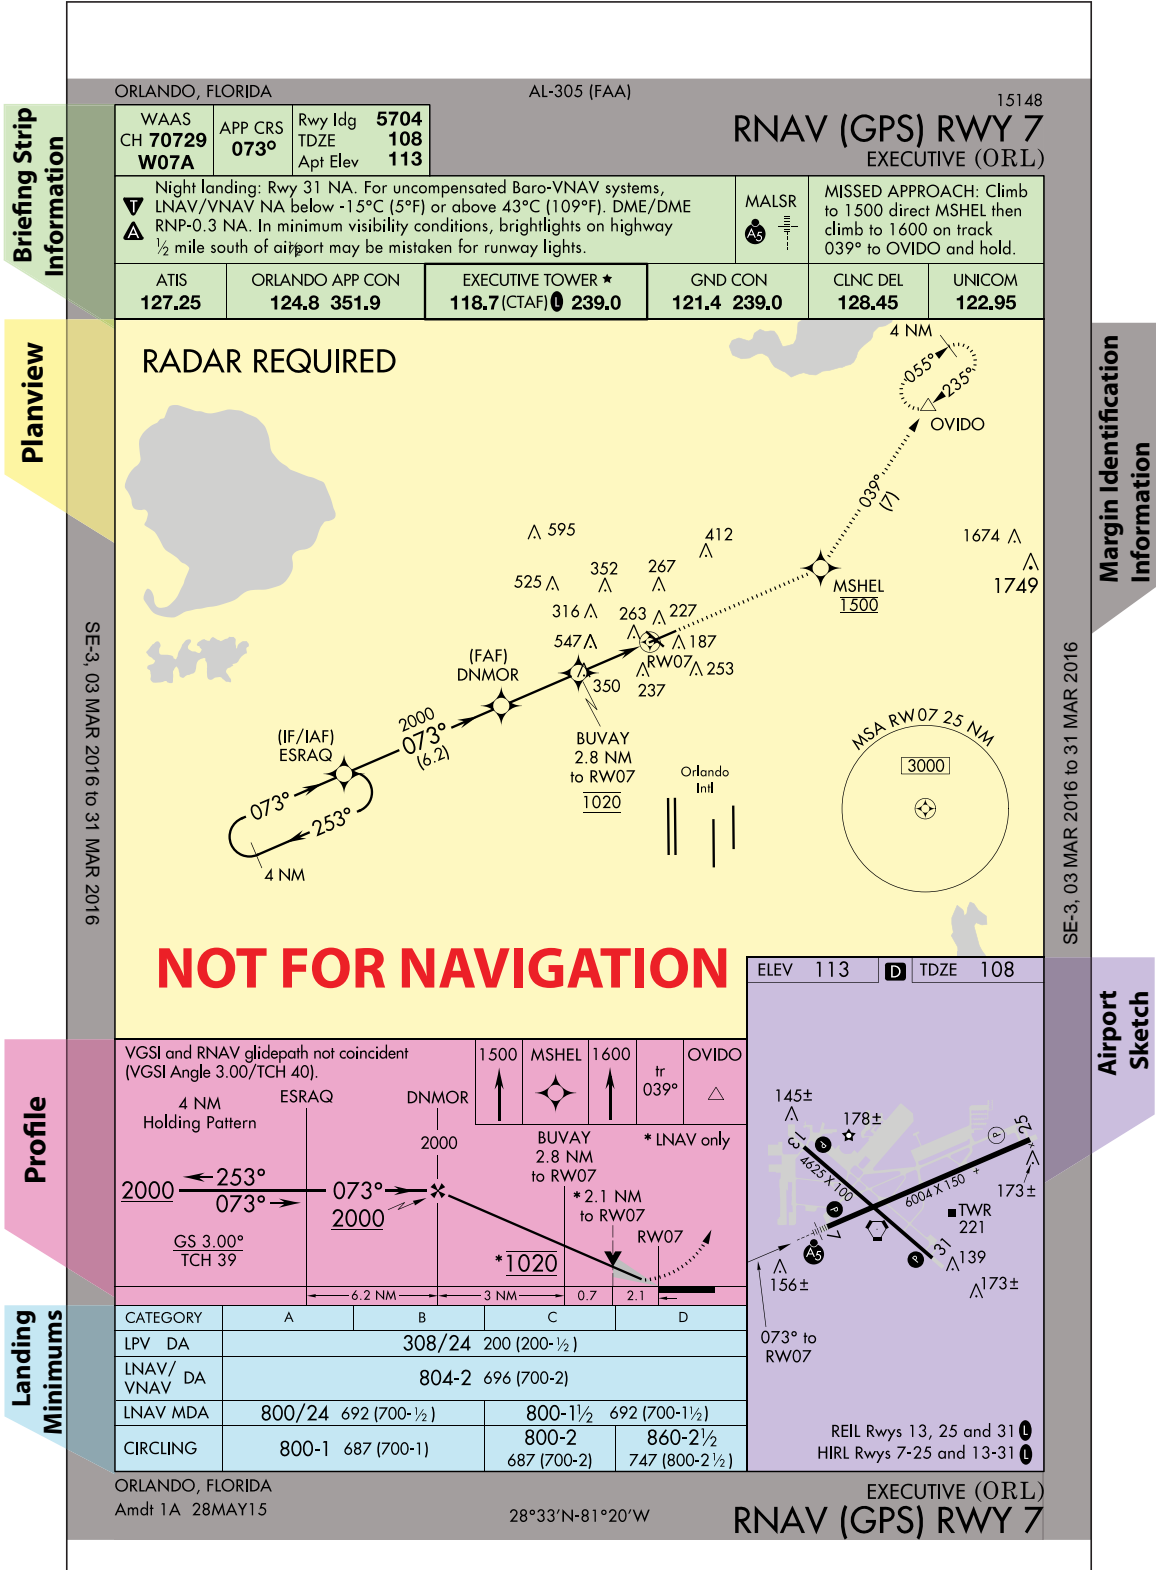 ORLANDO, FLORIDA
AL-305 (FAA)
15148
RNAV (GPS) RWY 7
EXECUTIVE (ORL)
Briefing Strip
Information
WAAS
CH 70729
W07A
APP CRS
073°
Rwy Idg 5704
TDZE 108
Apt Elev 113
T
A
Night landing: Rwy 31 NA. For uncompensated Baro-VNAV systems,
LNAV/VNAV NA below -15°C (5°F) or above 43°C (109°F). DME/DME
RNP-0.3 NA. In minimum visibility conditions, brightlights on highway
½ mile south of airport may be mistaken for runway lights.
MALSR
A5
MISSED APPROACH: Climb
to 1500 direct MSHEL then
climb to 1600 on track
039° to OVIDO and hold.
ATIS
127.25
ORLANDO APP CON
124.8 351.9
EXECUTIVE TOWER ★
118.7 (CTAF) L 239.0
GND CON
121.4 239.0
CLNC DEL
128.45
UNICOM
122.95
Planview
Margin Identification
Information
RADAR REQUIRED
4 NM
055°
235°
OVIDO
039°
(7)
595
412
1674
1749
525
352
267
MSHEL
1500
316
263
227
547
187
RW07
253
350
237
(FAF)
DNMOR
2000
073°
(6.2)
(IF/IAF)
ESRAQ
BUVAY
2.8 NM
to RW07
1020
073°
253°
4 NM
Orlando
Intl
MSA RW07 25 NM
3000
SE-3, 03 MAR 2016 to 31 MAR 2016
SE-3, 03 MAR 2016 to 31 MAR 2016
NOT FOR NAVIGATION
Airport
Sketch
ELEV 113
D
TDZE 108
145±
178±
13
P
25
P
4625 X 100
6004 X 150
173±
TWR
221
P
7
A5
31
P
139
156±
173±
073° to
RW07
REIL Rwys 13, 25 and 31 L
HIRL Rwys 7-25 and 13-31 L
Profile
VGSI and RNAV glidepath not coincident
(VGSI Angle 3.00/TCH 40).
1500
MSHEL
1600
tr
039°
OVIDO
4 NM
Holding Pattern
ESRAQ
DNMOR
2000
BUVAY
2.8 NM
to RW07
* LNAV only
2000
253°
073°
073°
2000
*2.1 NM
to RW07
RW07
GS 3.00°
TCH 39
*1020
6.2 NM
3 NM
0.7
2.1
Landing
Minimums
CATEGORY A B C D
LPV DA 308/24 200 (200-½)
LNAV/
VNAV DA 804-2 696 (700-2)
LNAV MDA 800/24 692 (700-½) 800-1½ 692 (700-1½)
CIRCLING 800-1 687 (700-1) 800-2 687 (700-2) 860-2½ 747 (800-2½)
ORLANDO, FLORIDA
Amdt 1A 28MAY15
28°33'N-81°20'W
EXECUTIVE (ORL)
RNAV (GPS) RWY 7